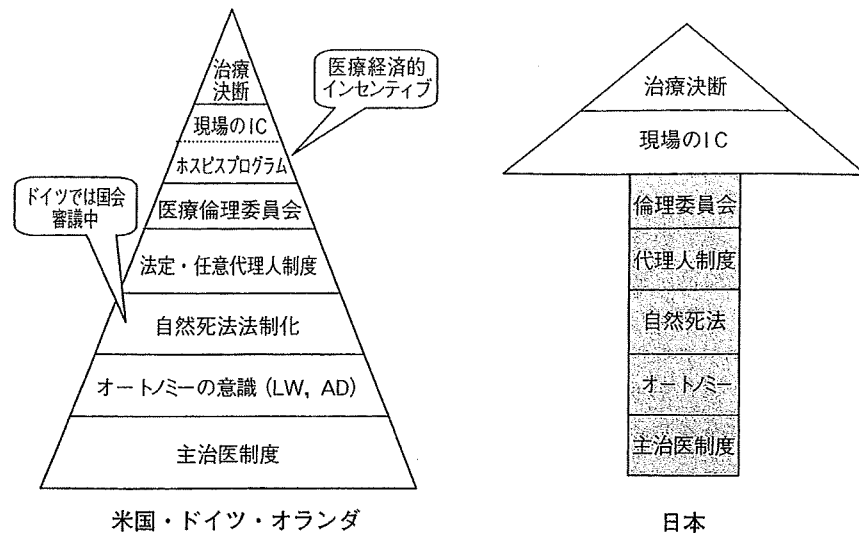 治療
決断
医療経済的
インセンティブ
現場のIC
ホスピスプログラム
ドイツでは国会
審議中
医療倫理委員会
法定・任意代理人制度
自然死法法制化
オートノミーの意識 (LW, AD)
主治医制度
米国・ドイツ・オランダ
治療決断
現場のIC
倫理委員会
代理人制度
自然死法
オートノミー
主治医制度
日本